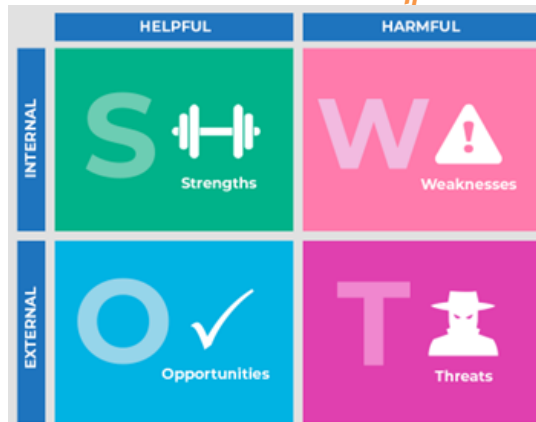 HELPFUL
HARMFUL
INTERNAL
S
Strengths
W
Weaknesses
EXTERNAL
O
Opportunities
T
Threats